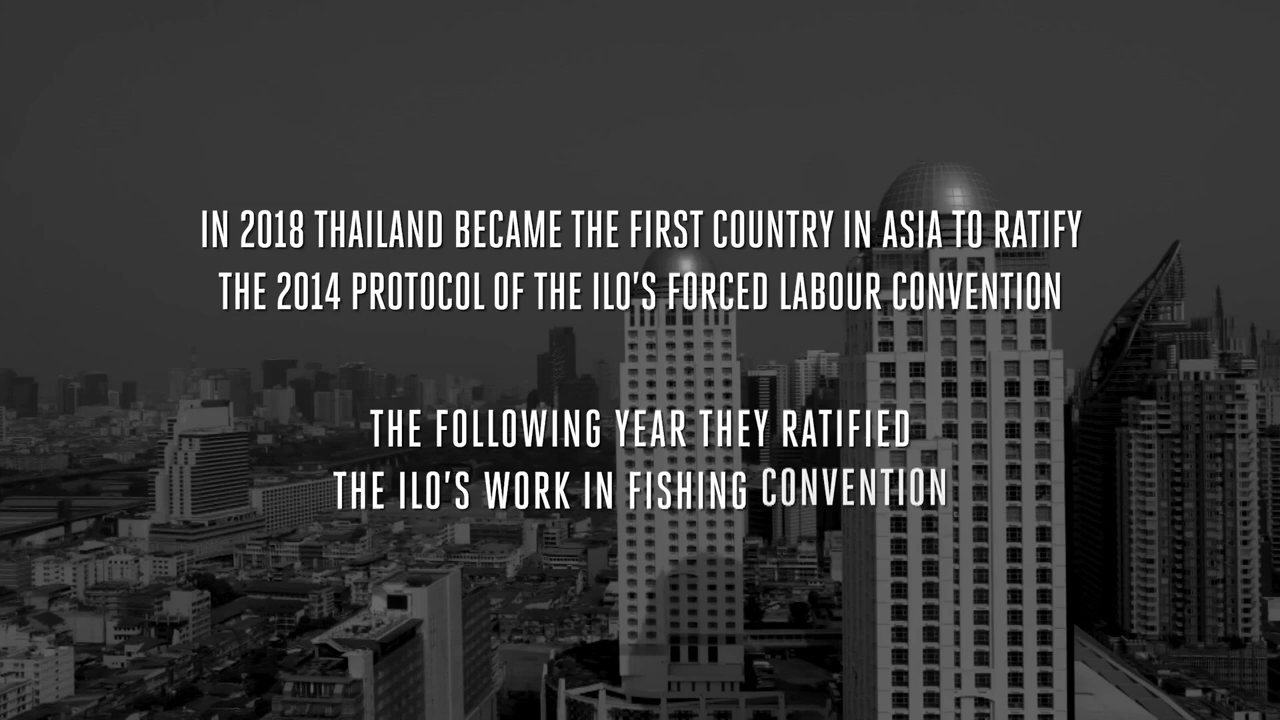 IN 2018 THAILAND BECAME THE FIRST COUNTRY IN ASIA TO RATIFY
THE 2014 PROTOCOL OF THE ILO'S FORCED LABOUR CONVENTION
THE FOLLOWING YEAR THEY RATIFIED
THE ILO'S WORK IN FISHING CONVENTION